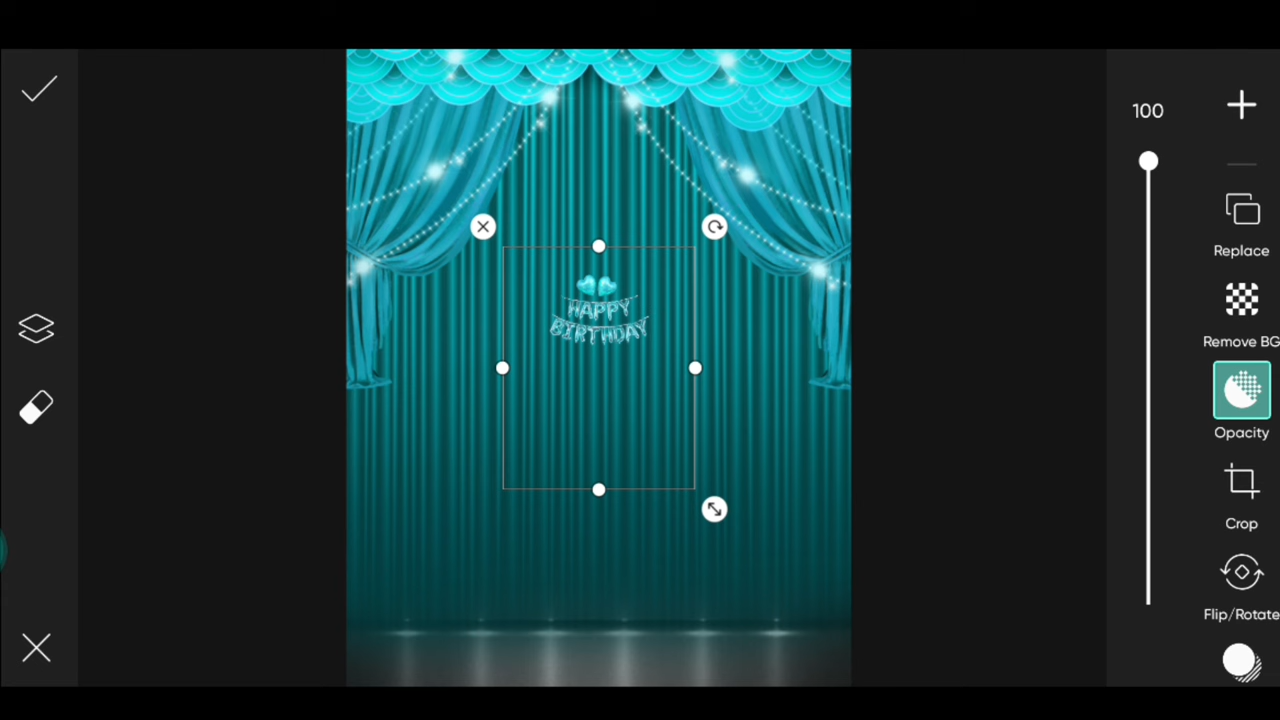 100
Replace
Remove BG
HAPPY
BIRTHDAY
Opacity
Crop
Flip/Rotate